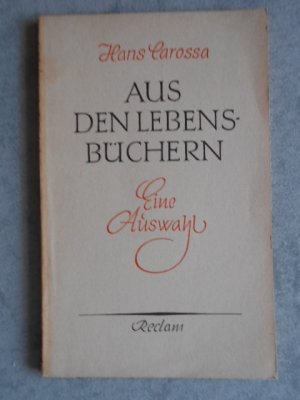 Hans Carossa
AUS
DEN LEBENS-
BÜCHERN
Eine
Auswahl
Reclam